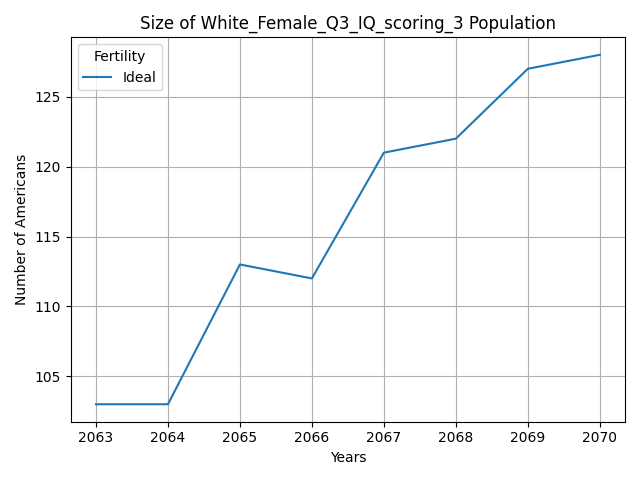 Size of White_Female_Q3_IQ_scoring_3 Population
Fertility
Ideal
Number of Americans
125
120
115
110
105
2063 2064 2065 2066 2067 2068 2069 2070
Years